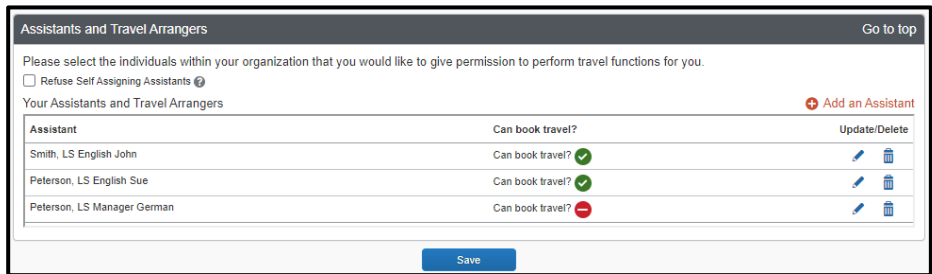 Assistants and Travel Arrangers Go to top
Please select the individuals within your organization that you would like to give permission to perform travel functions for you.
Refuse Self Assigning Assistants ?
Your Assistants and Travel Arrangers Add an Assistant
Assistant Can book travel? Update/Delete
Smith, LS English John Can book travel?
Peterson, LS English Sue Can book travel?
Peterson, LS Manager German Can book travel?
Save